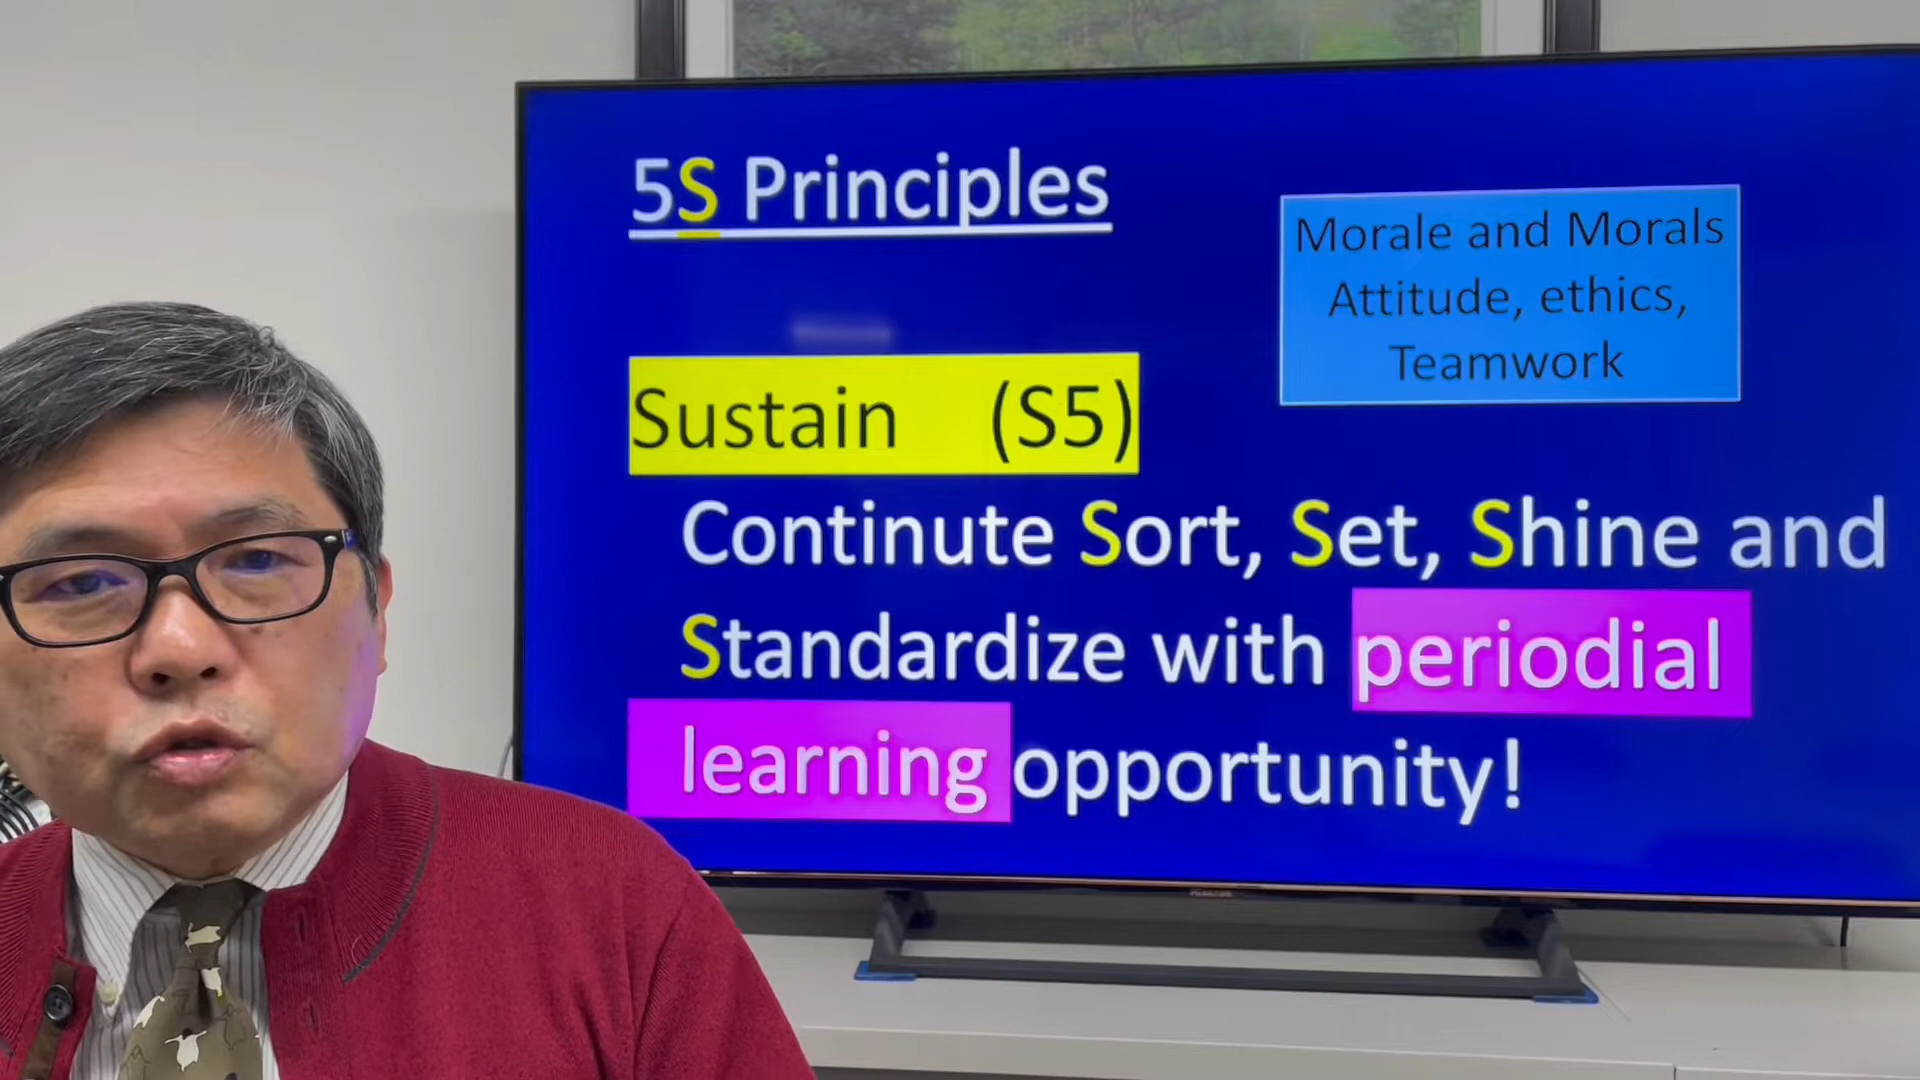 5S Principles
Morale and Morals
Attitude, ethics,
Teamwork
Sustain (S5)
Continute Sort, Set, Shine and
Standardize with periodial
learning opportunity!